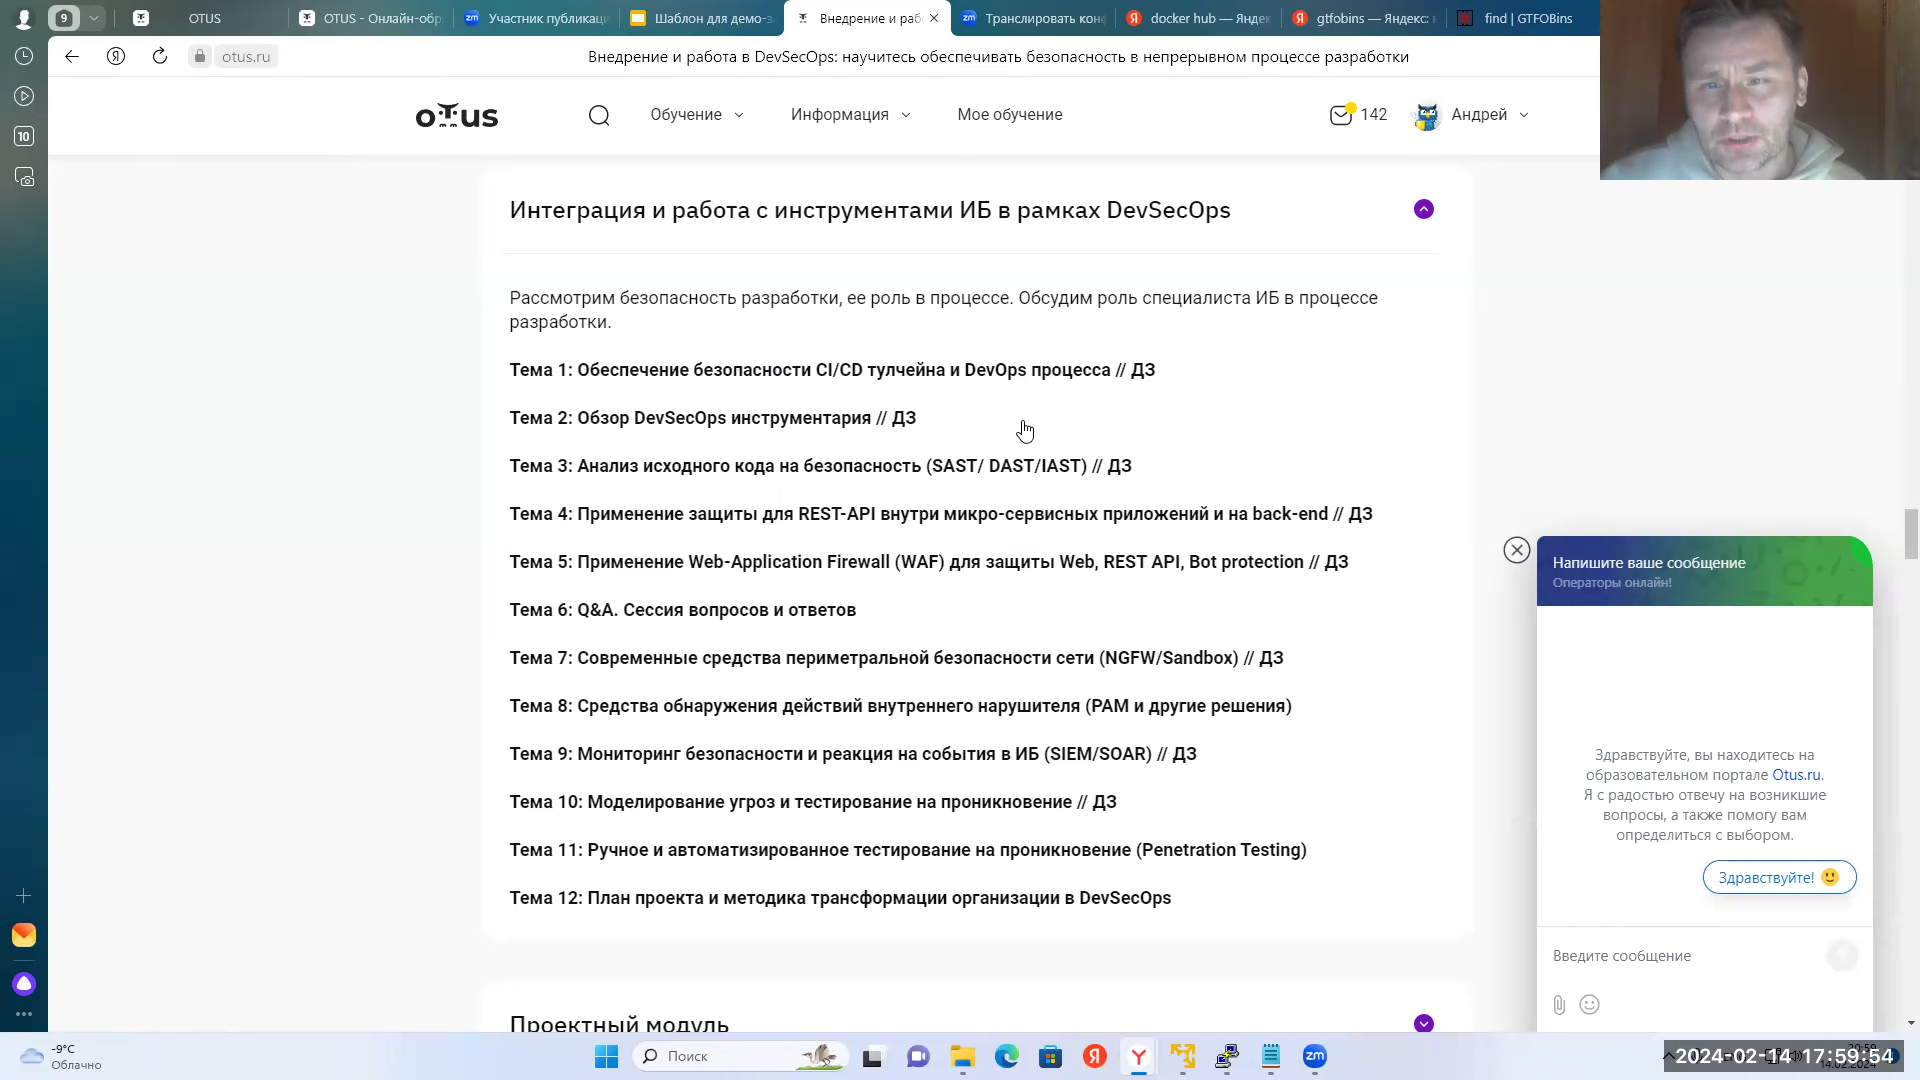 9
OTUS
OTUS - Онлайн-обр
Участник публикаци
Шаблон для демо-з
Внедрение и раб
Транслировать кон
docker hub — Яндек
gtfobins — Яндекс:
find | GTFOBins
otus.ru
Внедрение и работа в DevSecOps: научитесь обеспечивать безопасность в непрерывном процессе разработки
10
OTUS
Обучение
Информация
Мое обучение
142
Андрей
Интеграция и работа с инструментами ИБ в рамках DevSecOps
Рассмотрим безопасность разработки, ее роль в процессе. Обсудим роль специалиста ИБ в процессе
разработки.
Тема 1: Обеспечение безопасности CI/CD тулчейна и DevOps процесса // ДЗ
Тема 2: Обзор DevSecOps инструментария // ДЗ
Тема 3: Анализ исходного кода на безопасность (SAST/ DAST/IAST) // ДЗ
Тема 4: Применение защиты для REST-API внутри микро-сервисных приложений и на back-end // ДЗ
Тема 5: Применение Web-Application Firewall (WAF) для защиты Web, REST API, Bot protection // ДЗ
Тема 6: Q&A. Сессия вопросов и ответов
Тема 7: Современные средства периметральной безопасности сети (NGFW/Sandbox) // ДЗ
Тема 8: Средства обнаружения действий внутреннего нарушителя (PAM и другие решения)
Тема 9: Мониторинг безопасности и реакция на события в ИБ (SIEM/SOAR) // ДЗ
Тема 10: Моделирование угроз и тестирование на проникновение // ДЗ
Тема 11: Ручное и автоматизированное тестирование на проникновение (Penetration Testing)
Тема 12: План проекта и методика трансформации организации в DevSecOps
Проектный модуль
Напишите ваше сообщение
Операторы онлайн!
Здравствуйте, вы находитесь на
образовательном портале Otus.ru.
Я с радостью отвечу на возникшие
вопросы, а также помогу вам
определиться с выбором.
Здравствуйте!
Введите сообщение
-9°C
Облачно
Поиск
2024-02-14 17:59:54